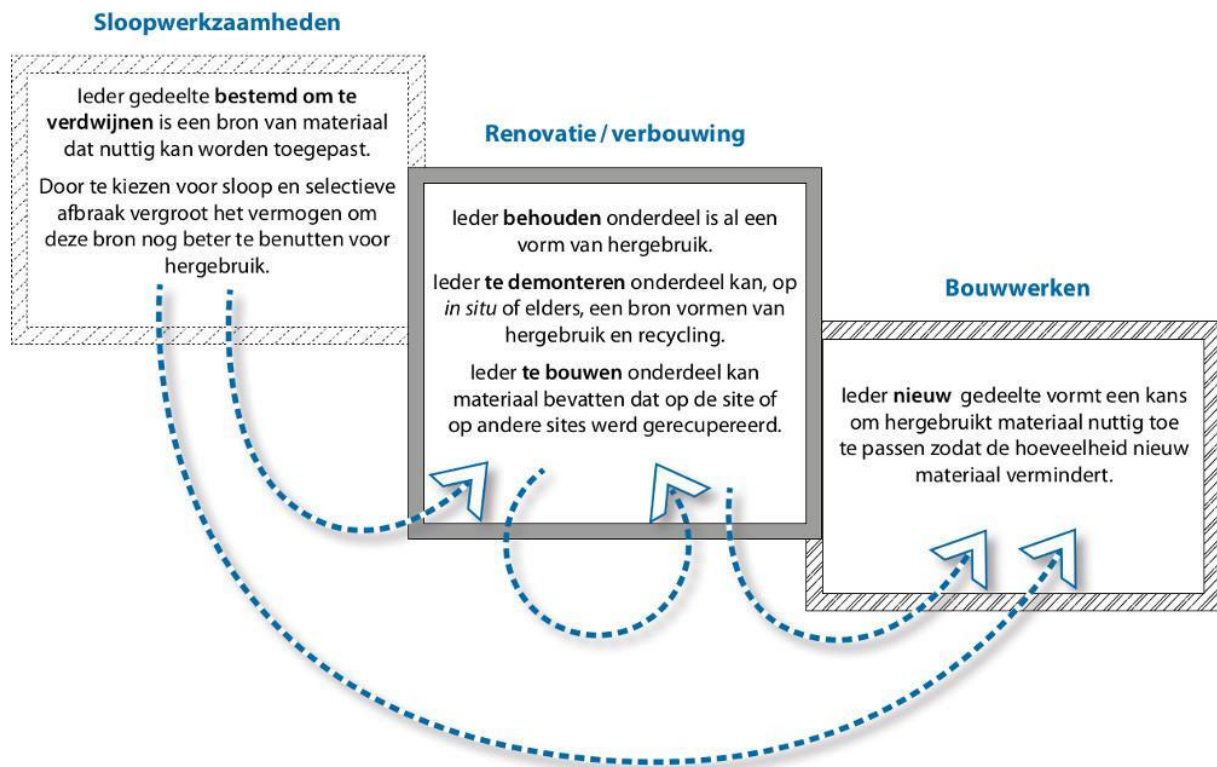 Sloopwerkzaamheden
Ieder gedeelte bestemd om te
verdwijnen is een bron van materiaal
dat nuttig kan worden toegepast.
Door te kiezen voor sloop en selectieve
afbraak vergroot het vermogen om
deze bron nog beter te benutten voor
hergebruik.
Renovatie / verbouwing
Ieder behouden onderdeel is al een
vorm van hergebruik.
Ieder te demonteren onderdeel kan, op
in situ of elders, een bron vormen van
hergebruik en recycling.
Ieder te bouwen onderdeel kan
materiaal bevatten dat op de site of
op andere sites werd gerecupereerd.
Bouwwerken
Ieder nieuw gedeelte vormt een kans
om hergebruikt materiaal nuttig toe
te passen zodat de hoeveelheid nieuw
materiaal vermindert.